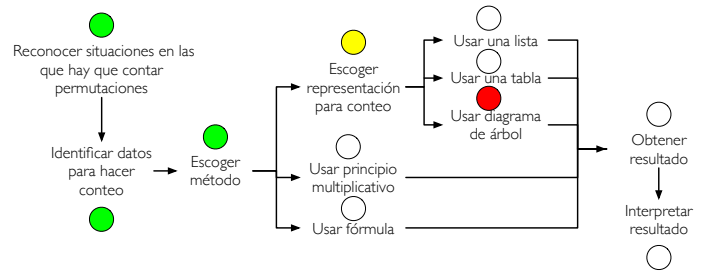 Reconocer situaciones en las
que hay que contar
permutaciones
Identificar datos
para hacer
conteo
Escoger
método
Escoger
representación
para conteo
Usar principio
multiplicativo
Usar fórmula
Usar una lista
Usar una tabla
Usar diagrama
de árbol
Obtener
resultado
Interpretar
resultado